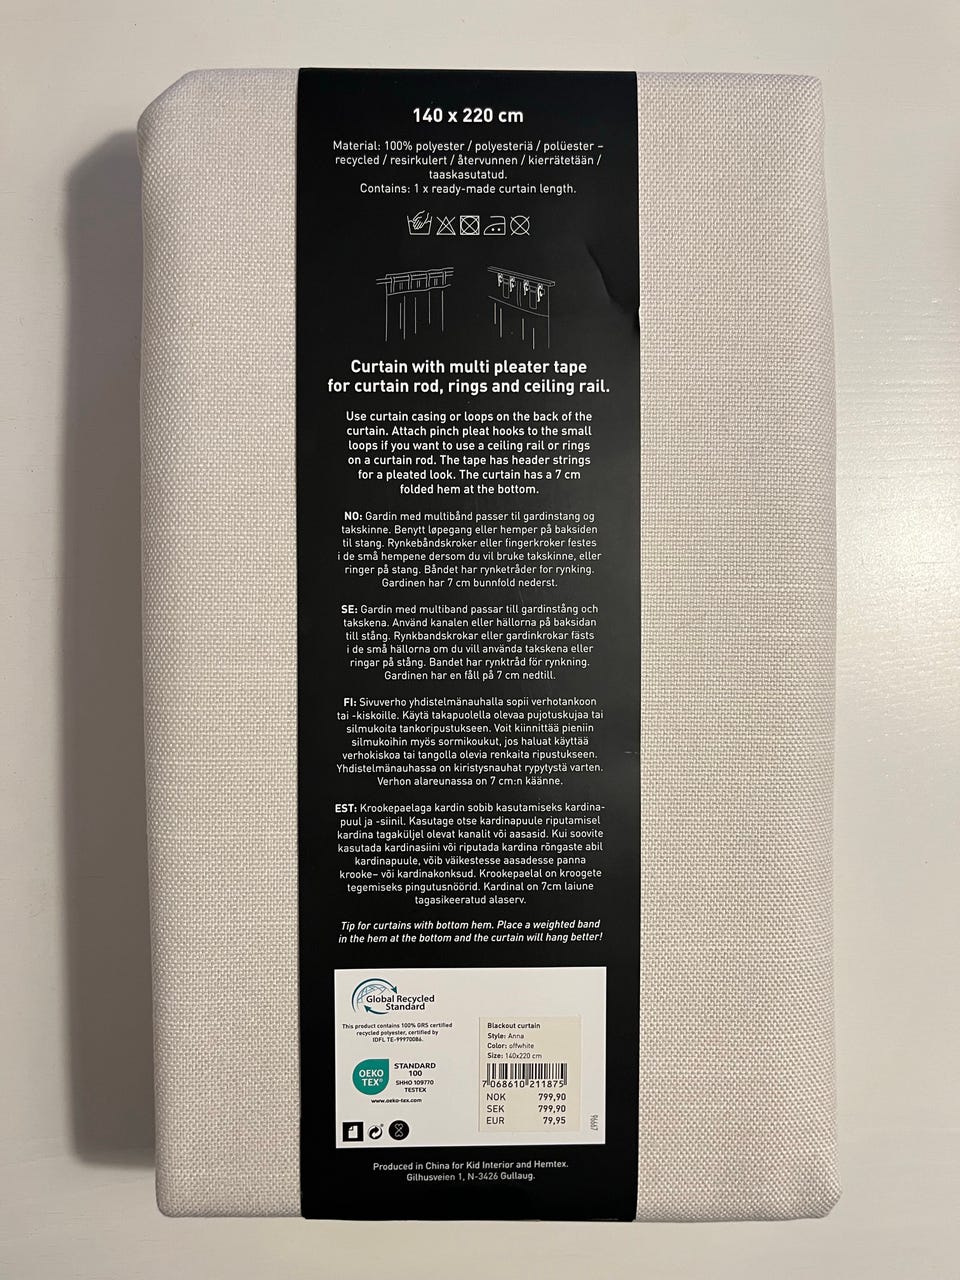 140 x 220 cm
Material: 100% polyester / polyesteriä / polüester –
recycled / resirkulert / återvunnen / kierrätetään /
taaskasutatud.
Contains: 1 x ready-made curtain length.
Curtain with multi pleater tape
for curtain rod, rings and ceiling rail.
Use curtain casing or loops on the back of the
curtain. Attach pinch pleat hooks to the small
loops if you want to use a ceiling rail or rings
on a curtain rod. The tape has header strings
for a pleated look. The curtain has a 7 cm
folded hem at the bottom.
NO: Gardin med multibånd passer til gardinstang og
takskinne. Benytt løpegang eller hemper på baksiden
til stang. Rynkebåndskroker eller fingerkroker festes
i de små hempene dersom du vil bruke takskinne, eller
ringer på stang. Båndet har rynketråder for rynking.
Gardinen har 7 cm bunnfold nederst.
SE: Gardin med multiband passar till gardinstång och
takskena. Använd kanalen eller hällorna på baksidan
till stång. Rynkbandskrokar eller gardinkrokar fästs
i de små hällorna om du vill använda takskena eller
ringar på stång. Bandet har rynktråd för rynkning.
Gardinen har en fåll på 7 cm nedtill.
FI: Sivuverho yhdistelmänauhalla sopii verhotankoon
tai -kiskoille. Käytä takapuolella olevaa pujotuskujaa tai
silmukoita tankoripustukseen. Voit kiinnittää pieniin
silmukoihin myös sormikoukut, jos haluat käyttää
verhokiskoa tai tangolla olevia renkaita ripustukseen.
Yhdistelmänauhassa on kiristysnauhat rypytystä varten.
Verhon alareunassa on 7 cm:n käänne.
EST: Krookepaelaga kardin sobib kasutamiseks kardina-
puul ja -siinil. Kasutage otse kardinapuule riputamisel
kardina tagaküljel olevat kanalit või aasasid. Kui soovite
kasutada kardinasiini või riputada kardina rõngaste abil
kardinapuule, võib väikestesse aasadesse panna
krooke– või kardinakonksud. Krookepaelal on kroogete
tegemiseks pingutusnöörid. Kardinal on 7cm laiune
tagasikeeratud alaserv.
Tip for curtains with bottom hem. Place a weighted band
in the hem at the bottom and the curtain will hang better!
Global Recycled
Standard
This product contains 100% GRS certified
recycled polyester, certified by
IDFL TE-99970086.
OEKO
TEX®
STANDARD
100
SHHO 109770
TESTEX
www.oeko-tex.com
Blackout curtain
Style: Anna
Color: offwhite
Size: 140x220 cm
7 068610 211875
NOK 799,90
SEK 799,90
EUR 79,95
96667
Produced in China for Kid Interior and Hemtex.
Gilhusveien 1, N-3426 Gullaug.